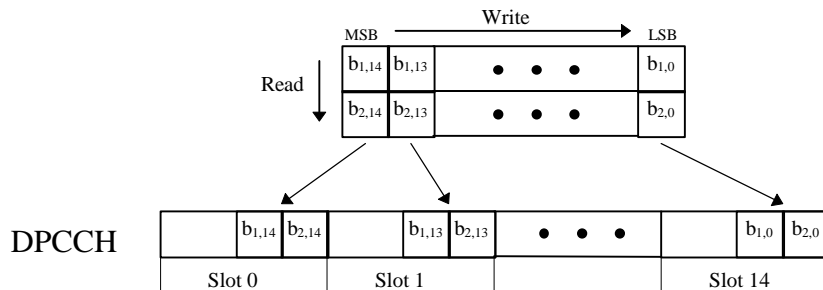 Write
MSB LSB
b1,14 b1,13 • • • b1,0
Read
b2,14 b2,13 • • • b2,0
DPCCH b1,14 b2,14 b1,13 b2,13 • • • b1,0 b2,0
Slot 0 Slot 1 Slot 14